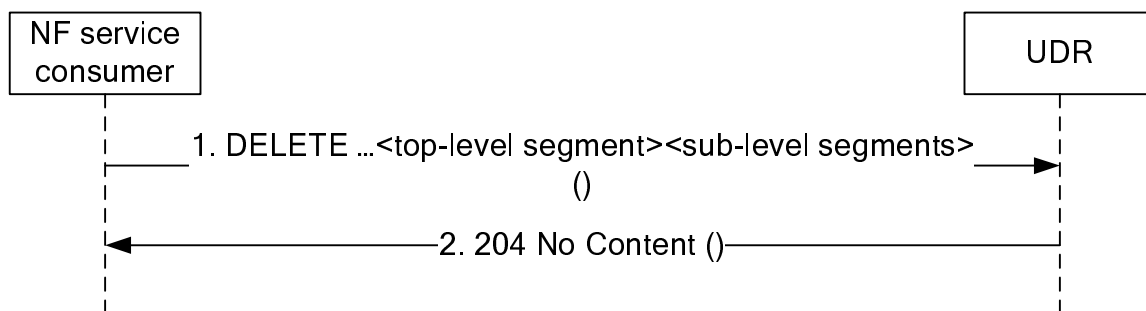 NF service
consumer
UDR
1. DELETE ...<top-level segment><sub-level segments>
()
2. 204 No Content ()